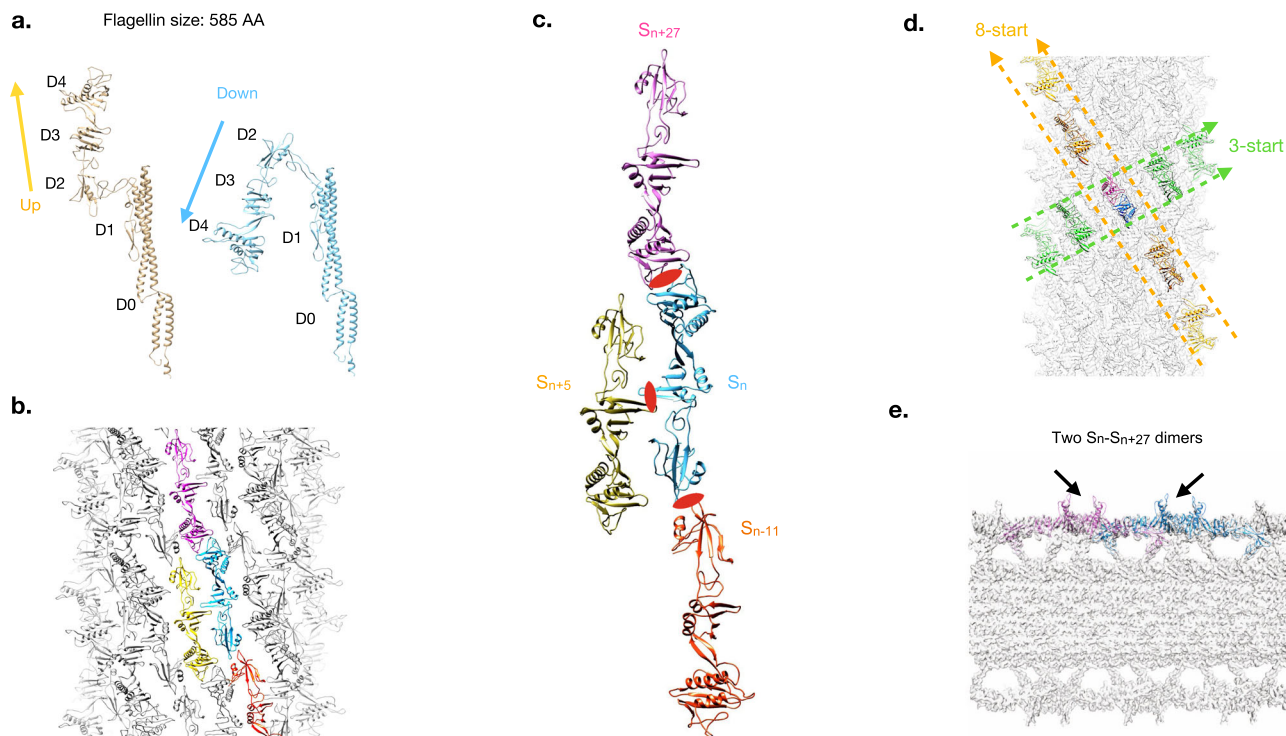 a.
Flagellin size: 585 AA
D4
D3
D2
Up
D1
D0
Down
D2
D3
D4
D1
D0
b.
c.
Sn+27
Sn+5
Sn
Sn-11
d.
8-start
3-start
e.
Two Sn-Sn+27 dimers